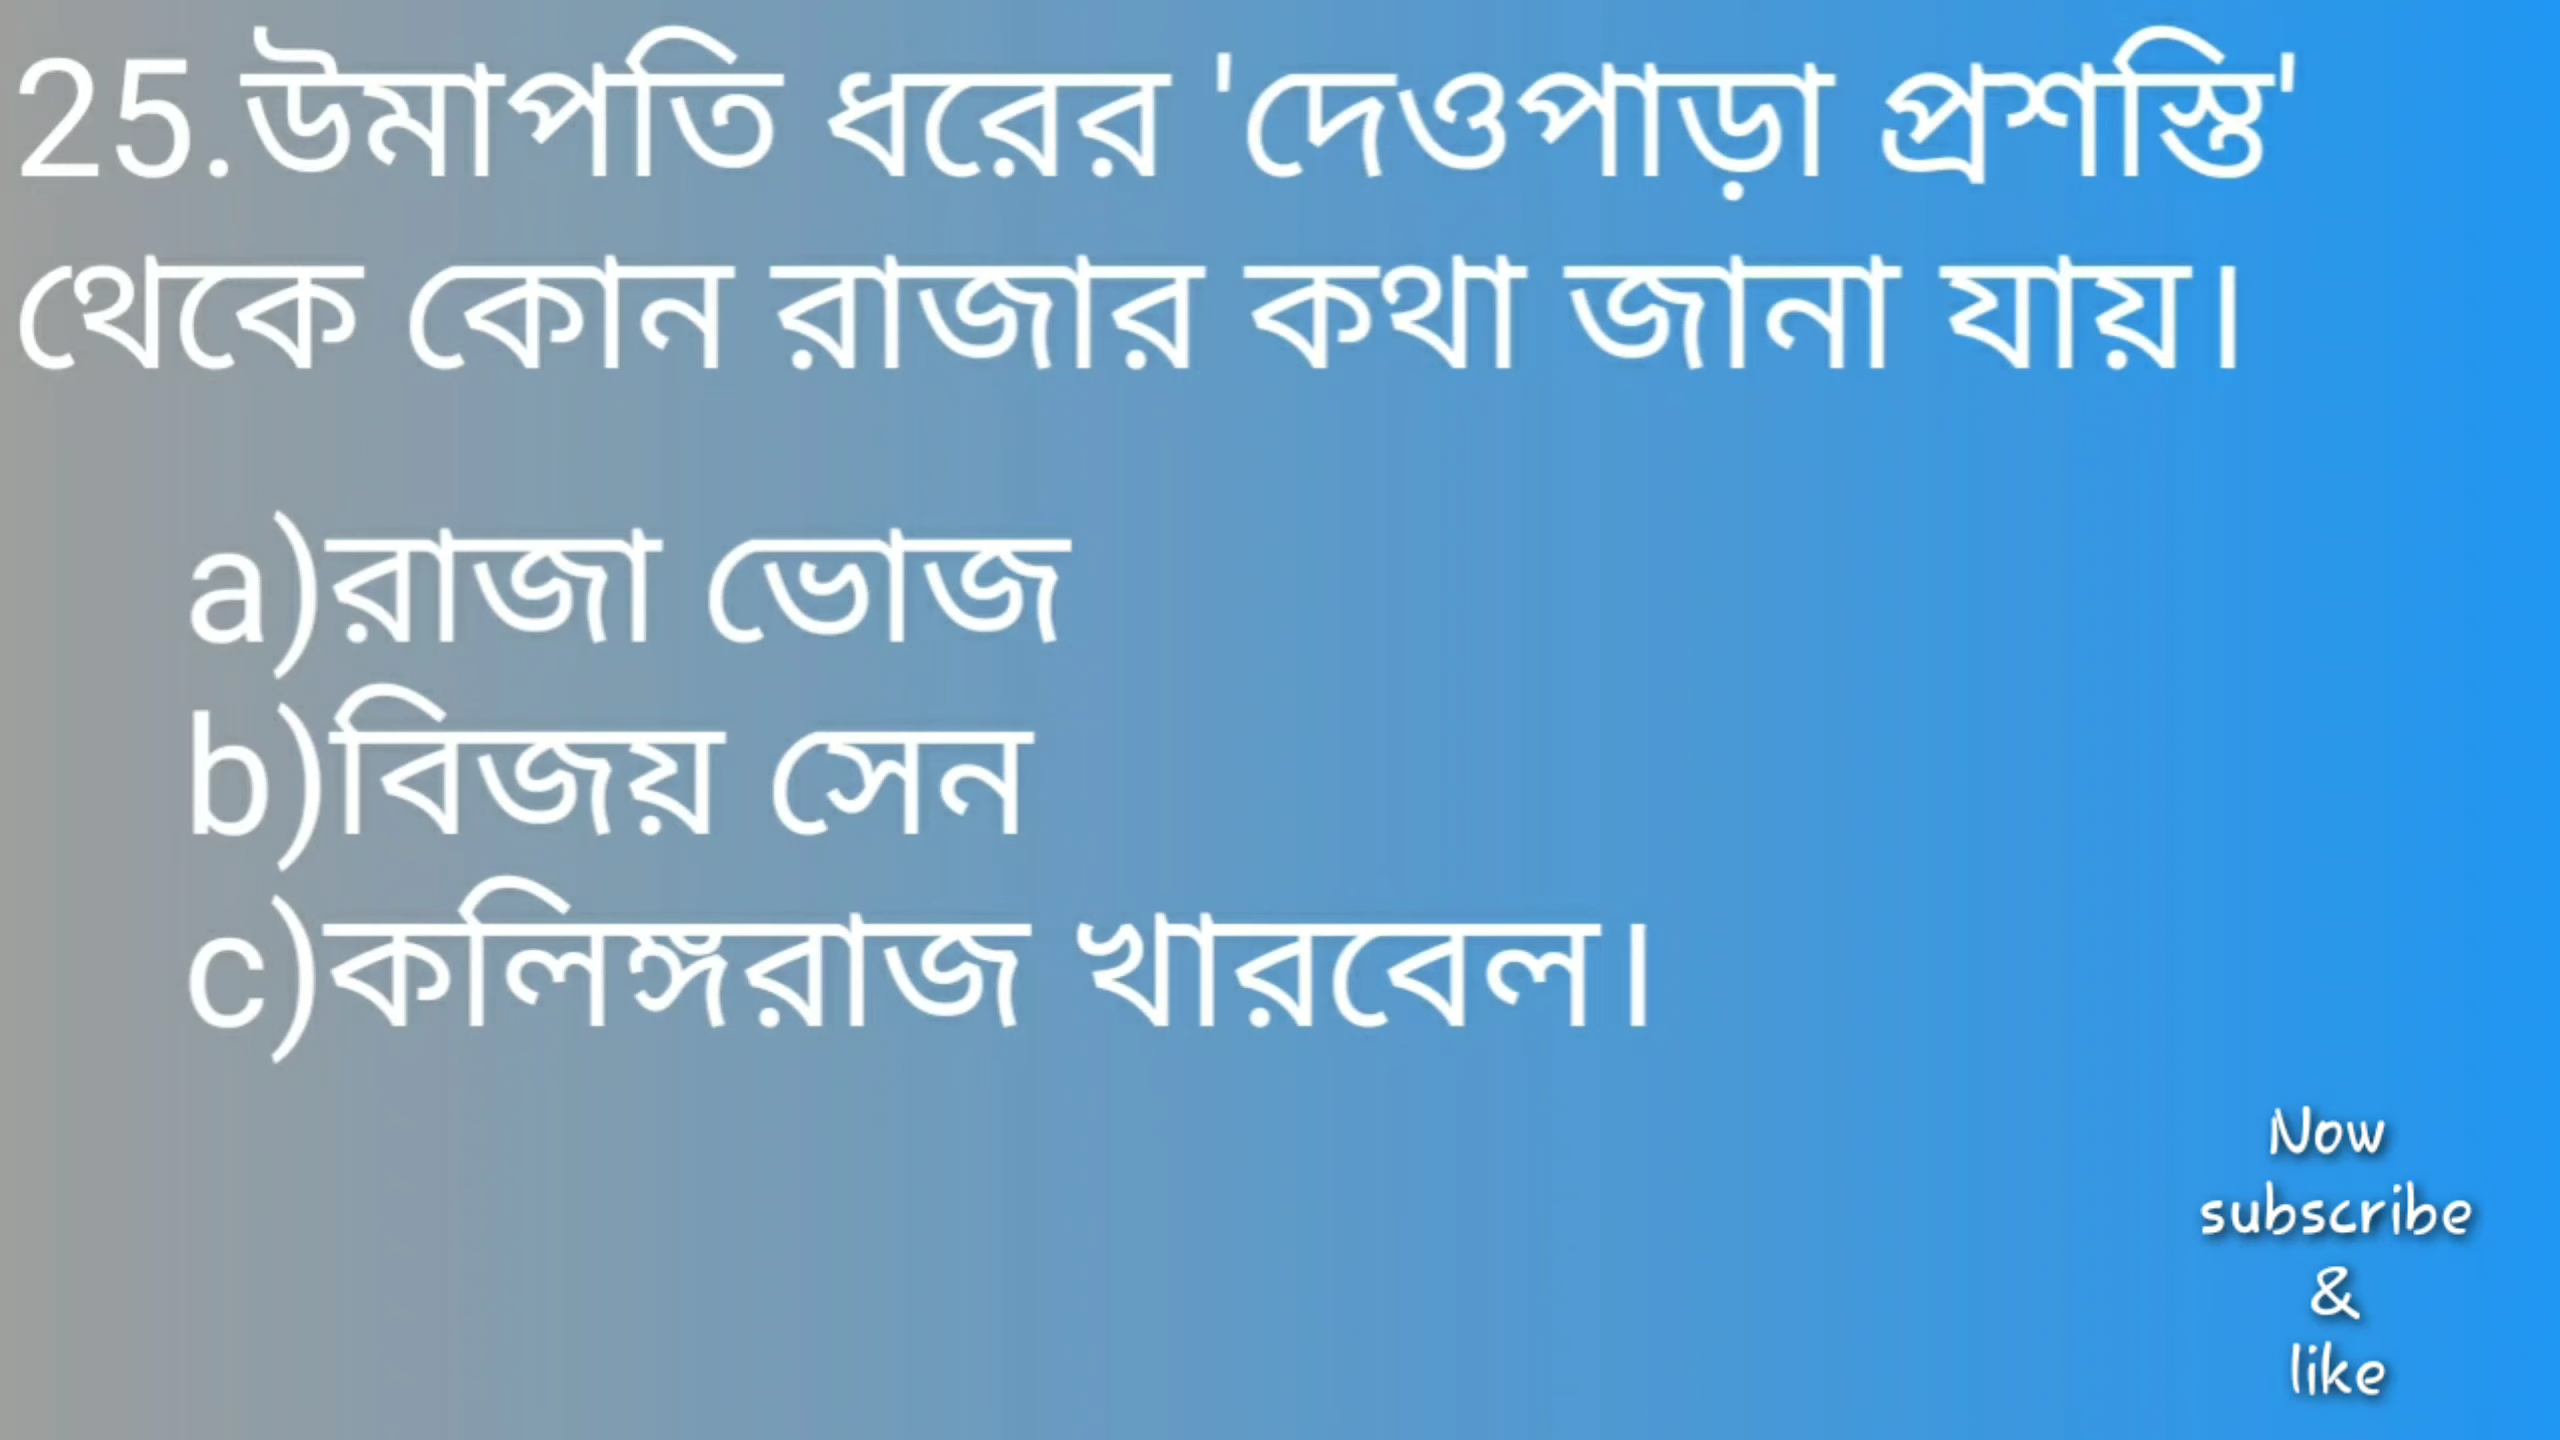 25.উমাপতি ধরের 'দেওপাড়া প্রশস্তি'
থেকে কোন রাজার কথা জানা যায়।
a)রাজা ভোজ
b)বিজয় সেন
c)কলিঙ্গরাজ খারবেল।
Now
subscribe
&
like